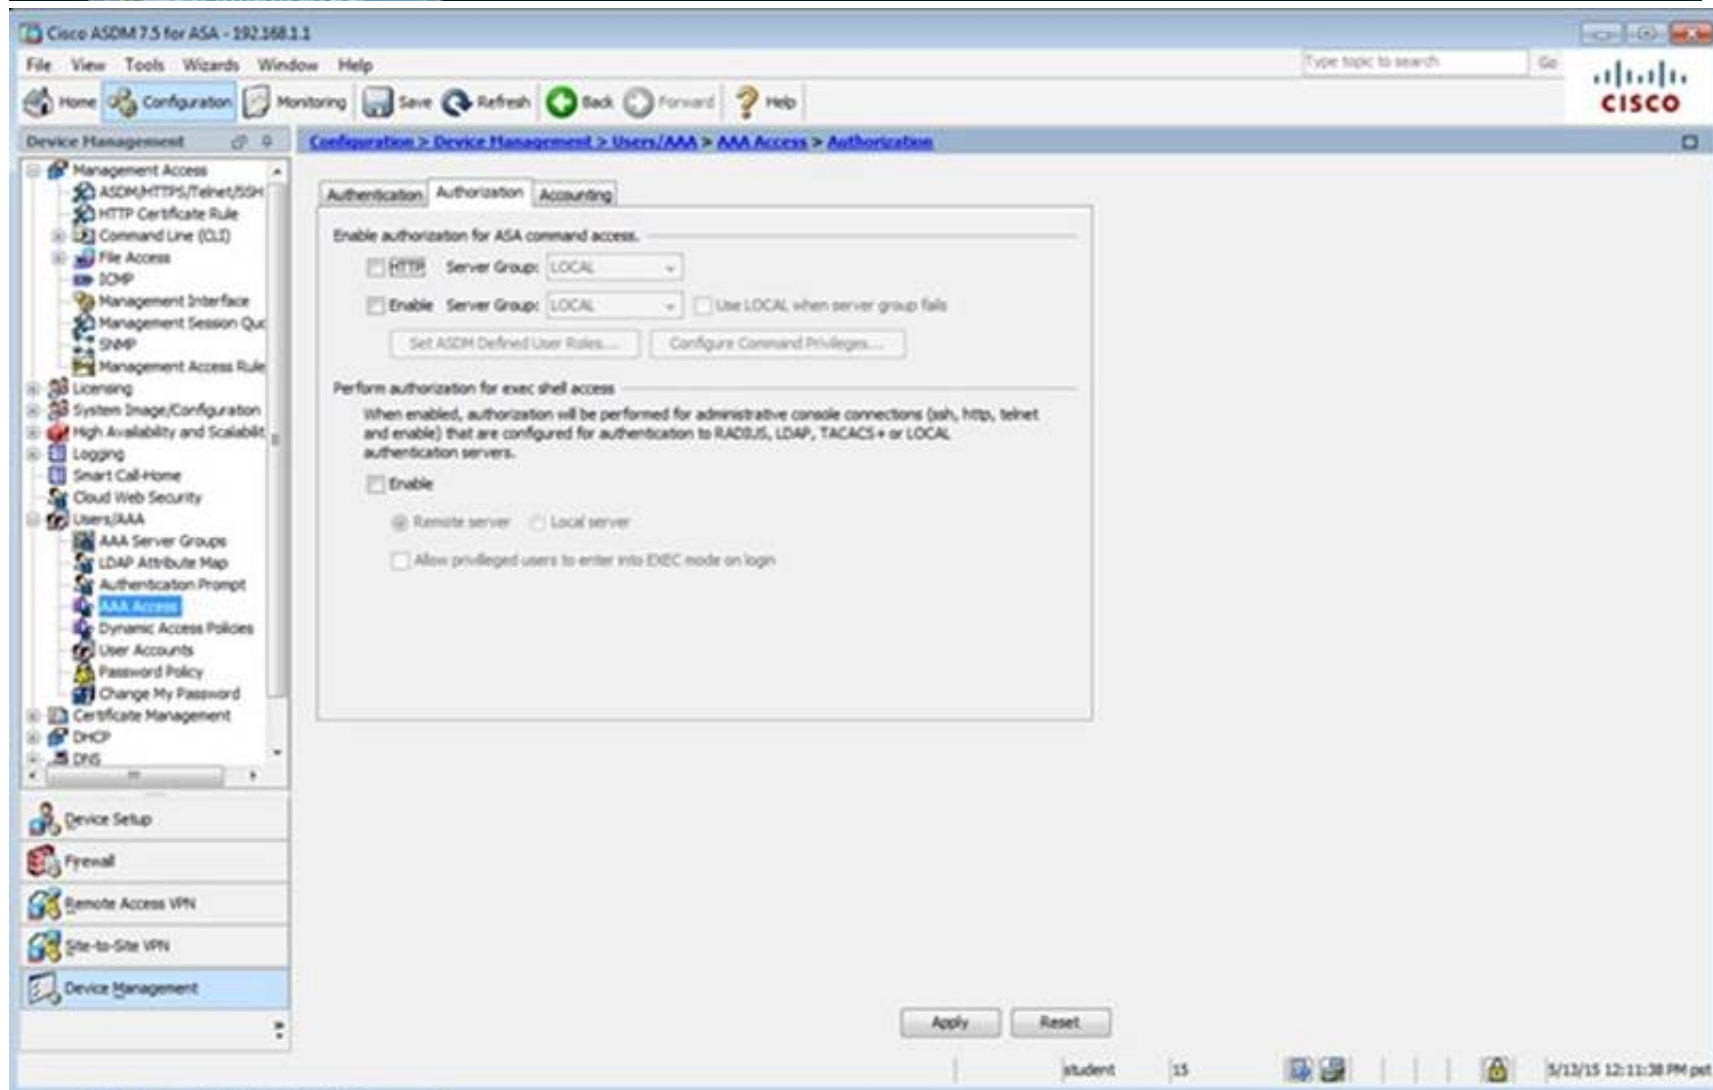 Cisco ASDM 7.5 for ASA - 192.168.1.1
File View Tools Wizards Window Help
Type topic to search Go
Home Configuration Monitoring Save Refresh Back Forward Help
CISCO
Device Management
Configuration > Device Management > Users/AAA > AAA Access > Authorization
Management Access
ASDM/HTTPS/Telnet/SSH
HTTP Certificate Rule
Command Line (CLI)
File Access
ICMP
Management Interface
Management Session Quo
SNMP
Management Access Rule
Licensing
System Image/Configuration
High Availability and Scalabilit
Logging
Smart Call-Home
Cloud Web Security
Users/AAA
AAA Server Groups
LDAP Attribute Map
Authentication Prompt
AAA Access
Dynamic Access Policies
User Accounts
Password Policy
Change My Password
Certificate Management
DHCP
DNS
Device Setup
Firewall
Remote Access VPN
Site-to-Site VPN
Device Management
Authentication Authorization Accounting
Enable authorization for ASA command access.
HTTP Server Group: LOCAL
Enable Server Group: LOCAL Use LOCAL when server group fails
Set ASDM Defined User Roles... Configure Command Privileges...
Perform authorization for exec shell access
When enabled, authorization will be performed for administrative console connections (ssh, http, telnet
and enable) that are configured for authentication to RADIUS, LDAP, TACACS+ or LOCAL
authentication servers.
Enable
Remote server Local server
Allow privileged users to enter into EXEC mode on login
Apply Reset
student 15 5/13/15 12:11:38 PM pst